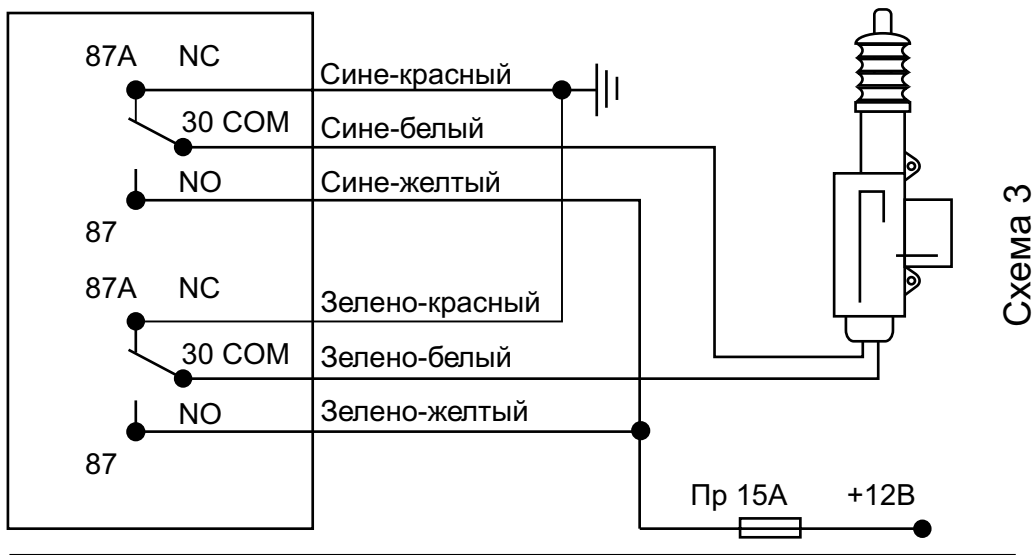 87A NC
Сине-красный
30 COM
Сине-белый
NO
Сине-желтый
87
87A NC
Зелено-красный
30 COM
Зелено-белый
NO
Зелено-желтый
87
Пр 15А +12В
Схема 3